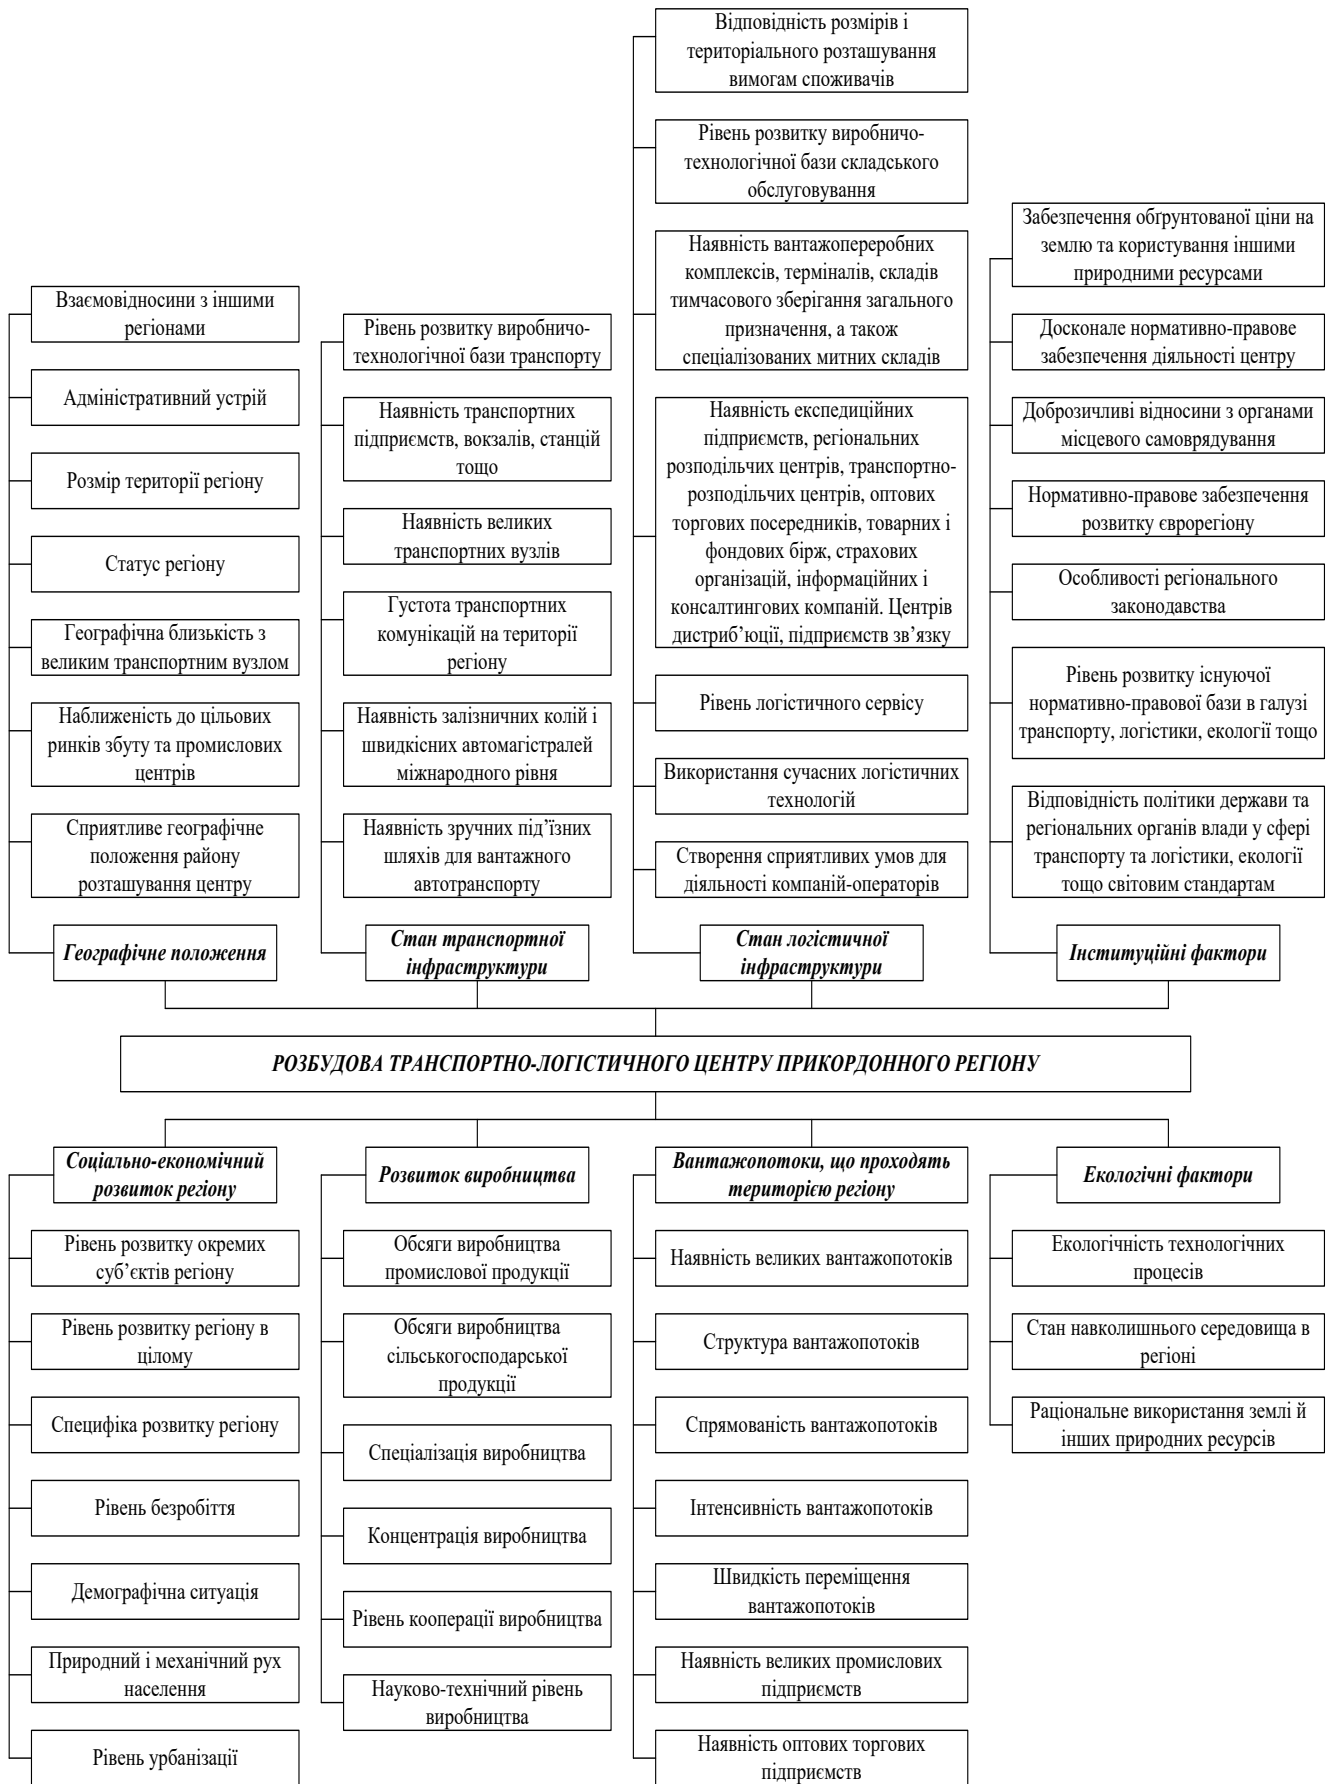 Взаємовідносини з іншими
регіонами
Адміністративний устрій
Розмір території регіону
Статус регіону
Географічна близькість з
великим транспортним вузлом
Наближеність до цільових
ринків збуту та промислових
центрів
Сприятливе географічне
положення району
розташування центру
Географічне положення
Рівень розвитку виробничо-
технологічної бази транспорту
Наявність транспортних
підприємств, вокзалів, станцій
тощо
Наявність великих
транспортних вузлів
Густота транспортних
комунікацій на території
регіону
Наявність залізничних колій і
швидкісних автомагістралей
міжнародного рівня
Наявність зручних під’їзних
шляхів для вантажного
автотранспорту
Стан транспортної
інфраструктури
Відповідність розмірів і
територіального розташування
вимогам споживачів
Рівень розвитку виробничо-
технологічної бази складського
обслуговування
Наявність вантажопереробних
комплексів, терміналів, складів
тимчасового зберігання загального
призначення, а також
спеціалізованих митних складів
Наявність експедиційних
підприємств, регіональних
розподільчих центрів, транспортно-
розподільчих центрів, оптових
торгових посередників, товарних і
фондових бірж, страхових
організацій, інформаційних і
консалтингових компаній. Центрів
дистриб’юції, підприємств зв’язку
Рівень логістичного сервісу
Використання сучасних логістичних
технологій
Створення сприятливих умов для
діяльності компаній-операторів
Стан логістичної
інфраструктури
Забезпечення обґрунтованої ціни на
землю та користування іншими
природними ресурсами
Досконале нормативно-правове
забезпечення діяльності центру
Доброзичливі відносини з органами
місцевого самоврядування
Нормативно-правове забезпечення
розвитку єврорегіону
Особливості регіонального
законодавства
Рівень розвитку існуючої
нормативно-правової бази в галузі
транспорту, логістики, екології тощо
Відповідність політики держави та
регіональних органів влади у сфері
транспорту та логістики, екології
тощо світовим стандартам
Інституційні фактори
РОЗБУДОВА ТРАНСПОРТНО-ЛОГІСТИЧНОГО ЦЕНТРУ ПРИКОРДОННОГО РЕГІОНУ
Соціально-економічний
розвиток регіону
Рівень розвитку окремих
суб’єктів регіону
Рівень розвитку регіону в
цілому
Специфіка розвитку регіону
Рівень безробіття
Демографічна ситуація
Природний і механічний рух
населення
Рівень урбанізації
Розвиток виробництва
Обсяги виробництва
промислової продукції
Обсяги виробництва
сільськогосподарської
продукції
Спеціалізація виробництва
Концентрація виробництва
Рівень кооперації виробництва
Науково-технічний рівень
виробництва
Вантажопотоки, що проходять
територією регіону
Наявність великих вантажопотоків
Структура вантажопотоків
Спрямованість вантажопотоків
Інтенсивність вантажопотоків
Швидкість переміщення
вантажопотоків
Наявність великих промислових
підприємств
Наявність оптових торгових
підприємств
Екологічні фактори
Екологічність технологічних
процесів
Стан навколишнього середовища в
регіоні
Раціональне використання землі й
інших природних ресурсів